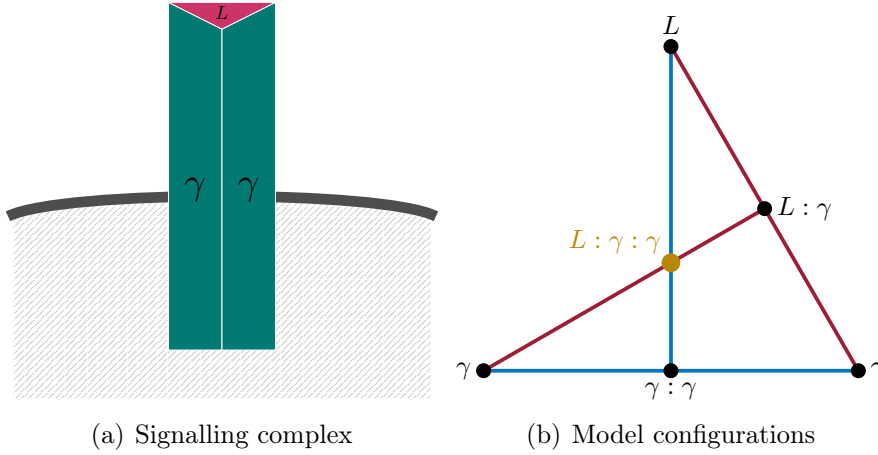 L
γ γ
(a) Signalling complex
L
L : γ
L : γ : γ
γ
γ
γ : γ
(b) Model configurations